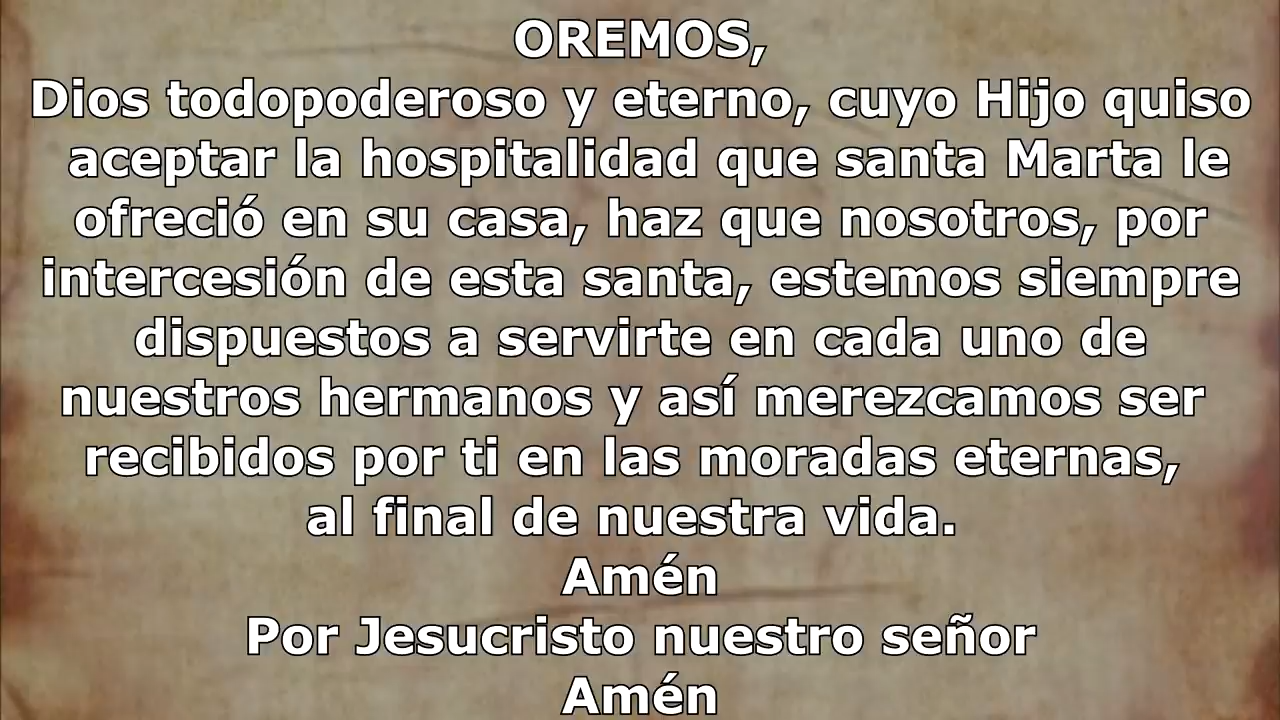 OREMOS,
Dios todopoderoso y eterno, cuyo Hijo quiso
aceptar la hospitalidad que santa Marta le
ofreció en su casa, haz que nosotros, por
intercesión de esta santa, estemos siempre
dispuestos a servirte en cada uno de
nuestros hermanos y así merezcamos ser
recibidos por ti en las moradas eternas,
al final de nuestra vida.
Amén
Por Jesucristo nuestro señor
Amén